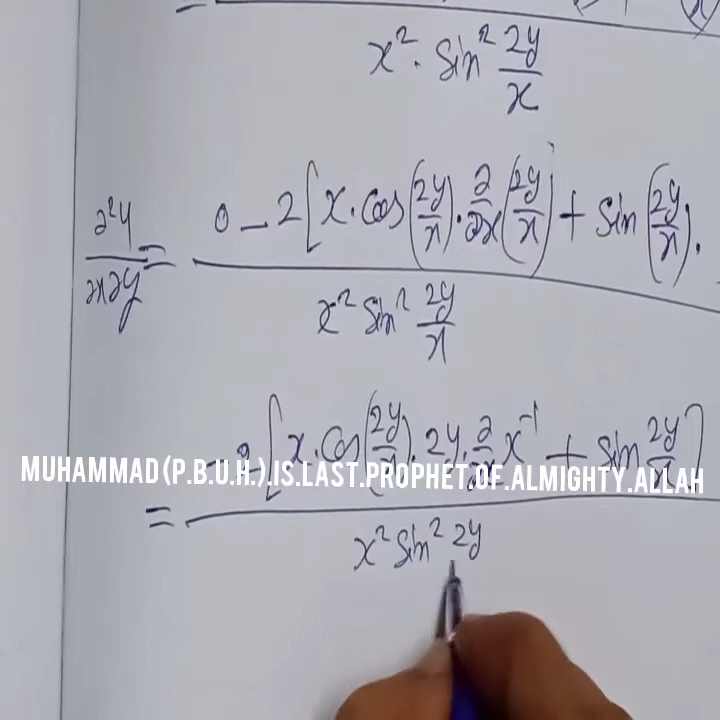 =
x² · Sin² 2y/x
∂²u/∂x∂y = 0 - 2 [x · Cos(2y/x) · ∂/∂x (2y/x) + Sin (2y/x) ·
x² Sin² 2y/x
= -2 [x · Cos(2y/x) · 2y · ∂/∂x x⁻¹ + Sin 2y/x]
MUHAMMAD (P.B.U.H.).IS.LAST.PROPHET.OF.ALMIGHTY.ALLAH
x² Sin² 2y